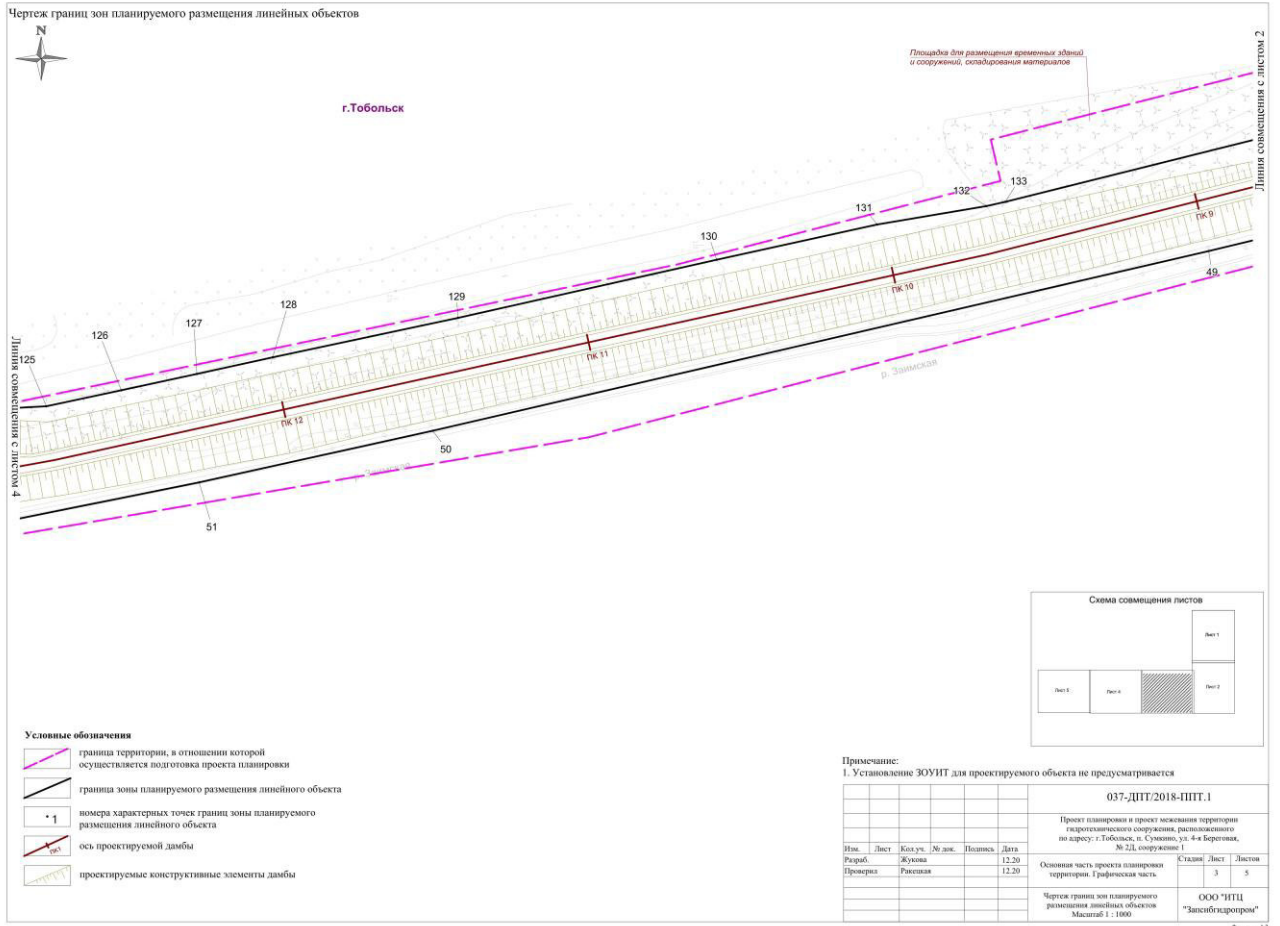 Чертеж границ зон планируемого размещения линейных объектов
N
Площадка для размещения временных зданий
и сооружений, складирования материалов
Линия совмещения с листом 2
г.Тобольск
133
132
131
130
129
128
127
126
125
Линия совмещения с листом 4
ПК 9
ПК 10
ПК 11
ПК 12
49
р. Заимская
50
р. Заимская
51
Схема совмещения листов
Лист 1
Лист 2
Лист 4
Лист 5
Условные обозначения
граница территории, в отношении которой
осуществляется подготовка проекта планировки
граница зоны планируемого размещения линейного объекта
1
номера характерных точек границ зоны планируемого
размещения линейного объекта
ПК1
ось проектируемой дамбы
проектируемые конструктивные элементы дамбы
Примечание:
1. Установление ЗОУИТ для проектируемого объекта не предусматривается
037-ДПТ/2018-ППТ.1
Проект планировки и проект межевания территории
гидротехнического сооружения, расположенного
по адресу: г.Тобольск, п. Сумкино, ул. 4-я Береговая,
№ 2Д, сооружение 1
Изм. Лист Кол.уч. № док. Подпись Дата
Разраб. Жукова 12.20
Проверил Ракецкая 12.20
Основная часть проекта планировки
территории. Графическая часть
Стадия Лист Листов
3 5
Чертеж границ зон планируемого
размещения линейных объектов
Масштаб 1 : 1000
ООО "ИТЦ
"Запсибгидропром"